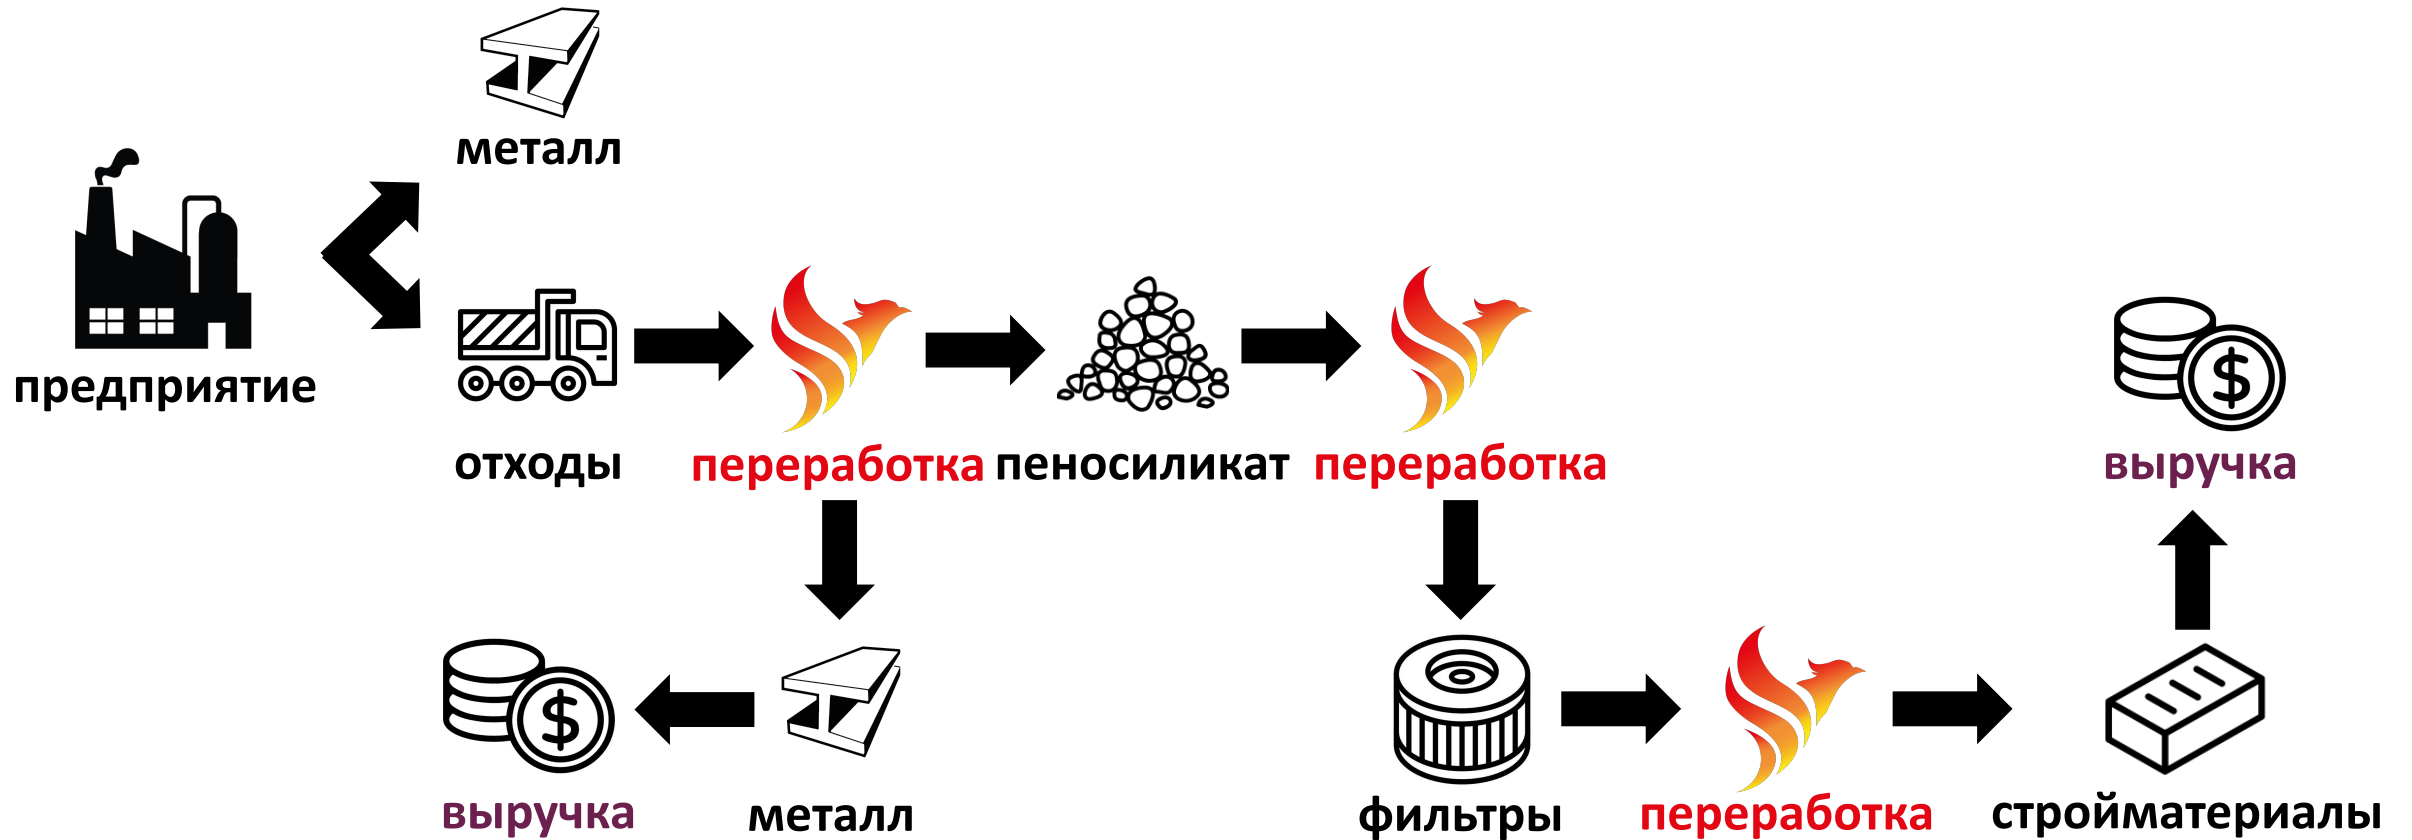 металл
предприятие
отходы
переработка
пеносиликат
переработка
выручка
выручка
металл
фильтры
переработка
стройматериалы